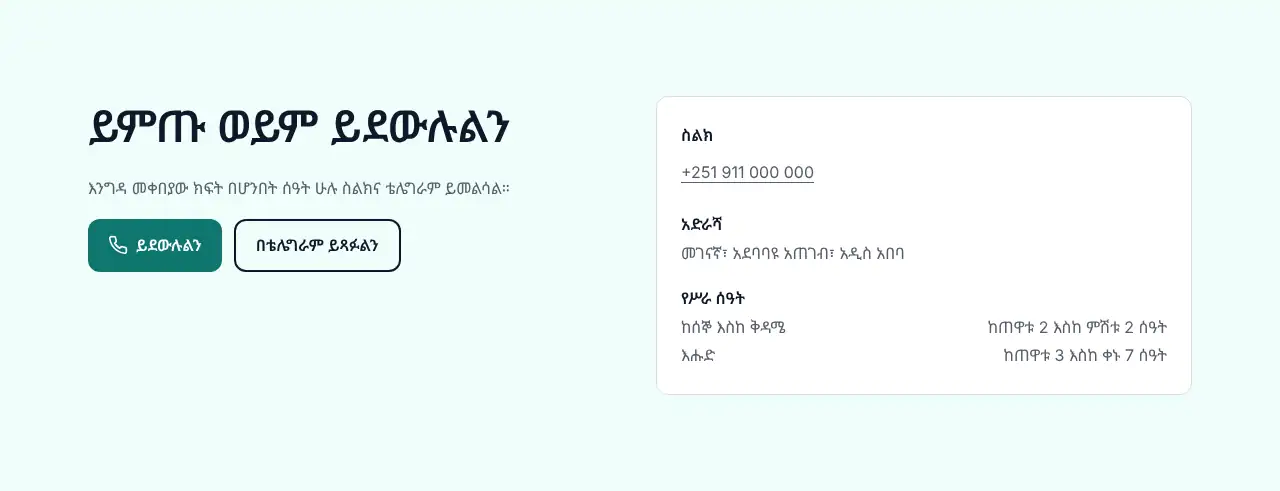 ይምጡ ወይም ይደውሉልን
እንግዳ መቀበያው ክፍት በሆንበት ሰዓት ሁሉ ስልክና ቴሌግራም ይመልሳል።
ይደውሉልን
በቴሌግራም ይጻፉልን
ስልክ
+251 911 000 000
አድራሻ
መገናኛ፣ አደባባዩ አጠገብ፣ አዲስ አበባ
የሥራ ሰዓት
ከሰኞ እስከ ቅዳሜ ከጠዋቱ 2 እስከ ምሽቱ 2 ሰዓት
እሑድ ከጠዋቱ 3 እስከ ቀኑ 7 ሰዓት